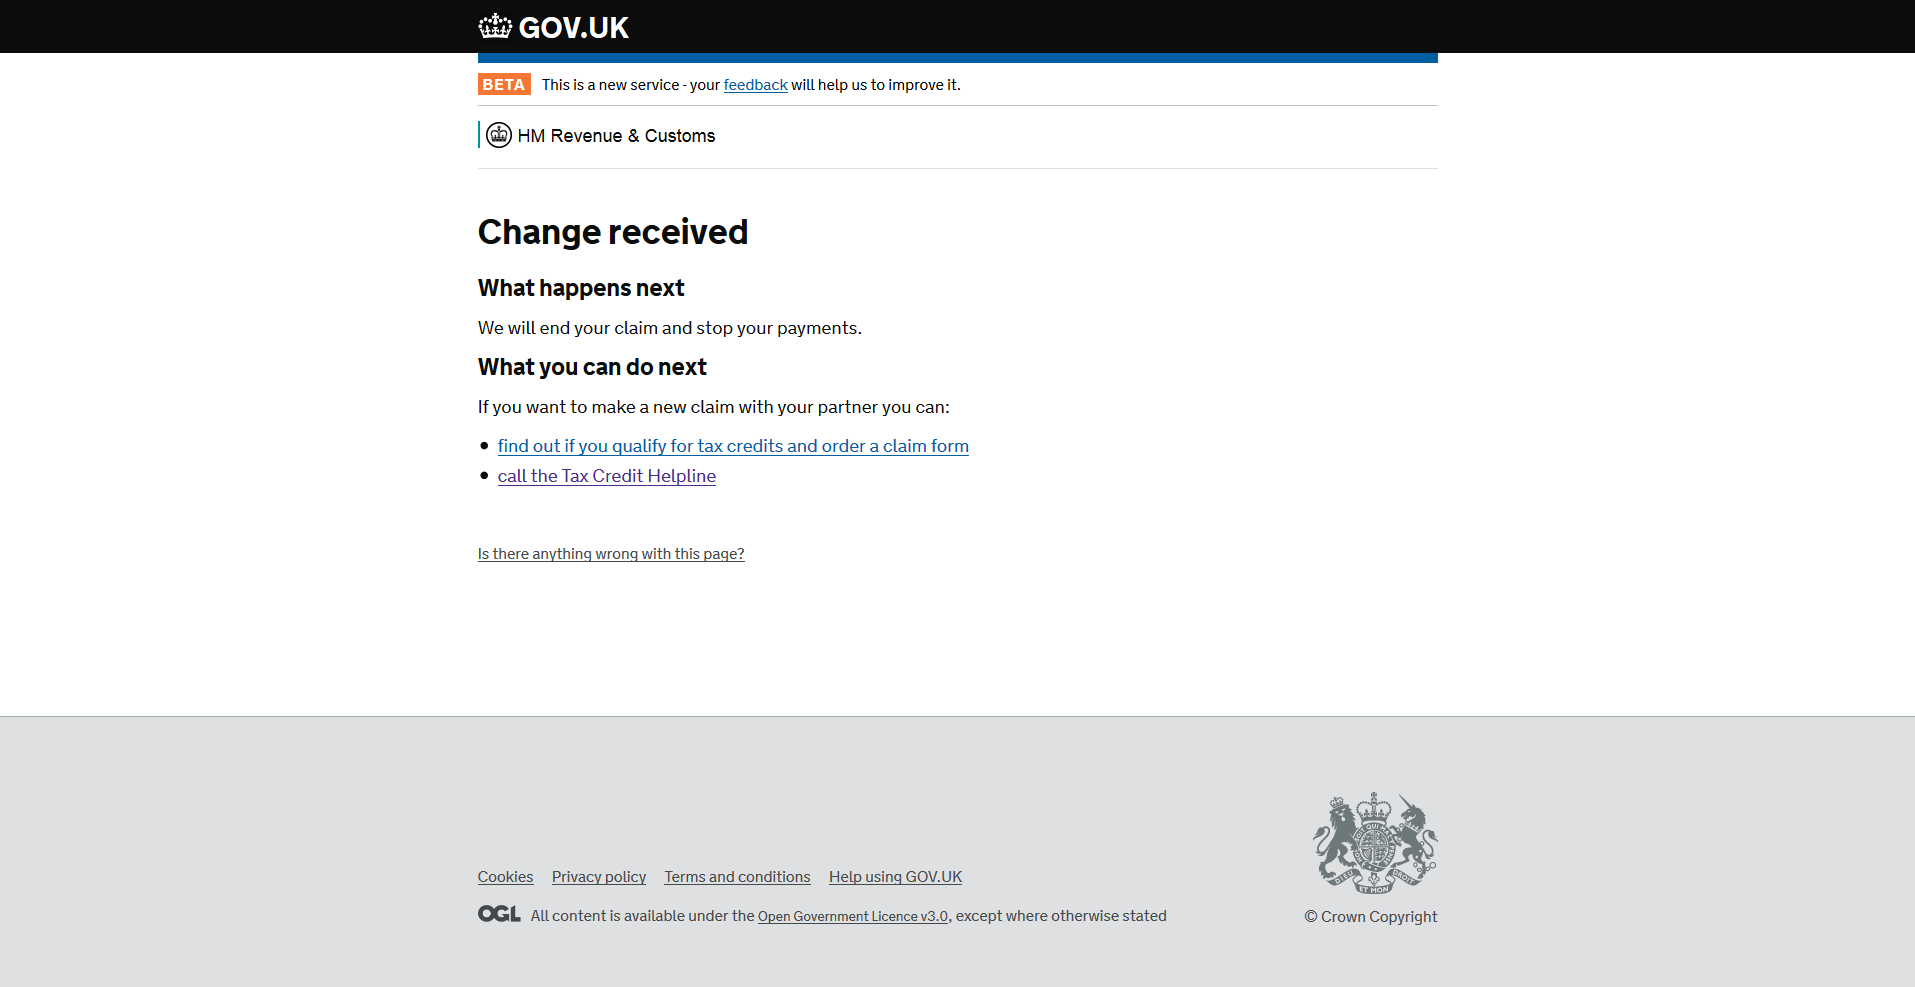 GOV.UK
BETA This is a new service - your feedback will help us to improve it.
HM Revenue & Customs
Change received
What happens next
We will end your claim and stop your payments.
What you can do next
If you want to make a new claim with your partner you can:
find out if you qualify for tax credits and order a claim form
call the Tax Credit Helpline
Is there anything wrong with this page?
Cookies Privacy policy Terms and conditions Help using GOV.UK
OGL All content is available under the Open Government Licence v3.0, except where otherwise stated
© Crown Copyright